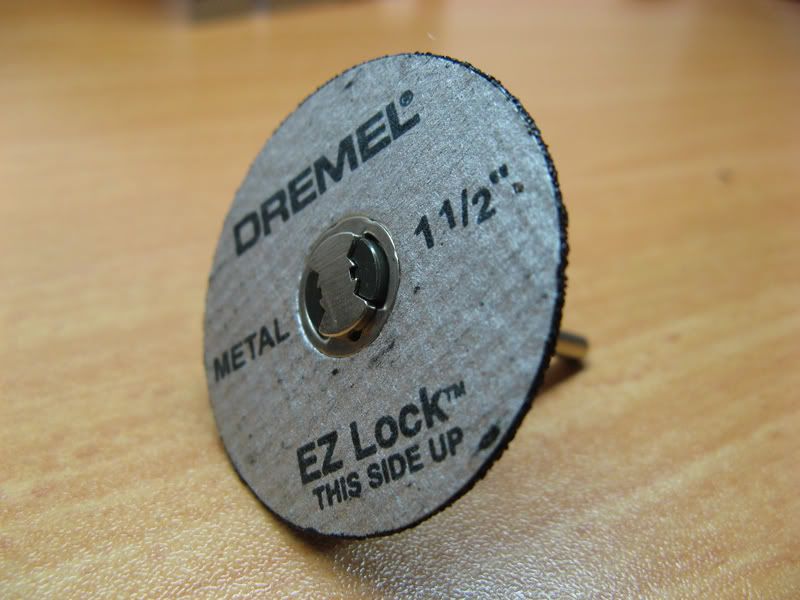 DREMEL®
1 1/2":
METAL
EZ Lock™
THIS SIDE UP